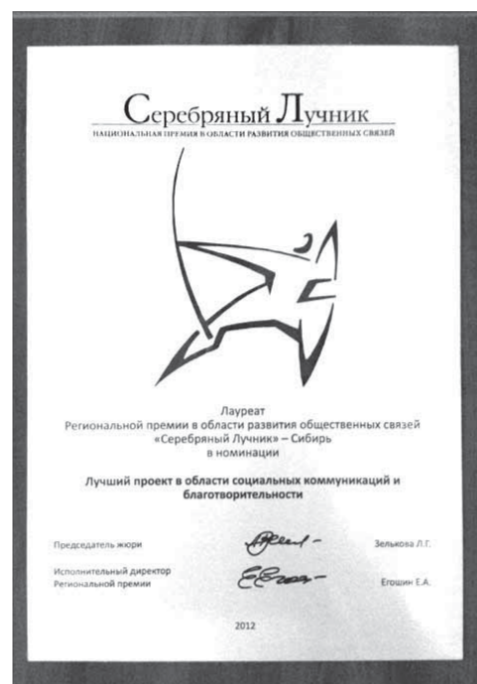 Серебряный Лучник
НАЦИОНАЛЬНАЯ ПРЕМИЯ В ОБЛАСТИ РАЗВИТИЯ ОБЩЕСТВЕННЫХ СВЯЗЕЙ
Лауреат
Региональной премии в области развития общественных связей
«Серебряный Лучник» – Сибирь
в номинации
Лучший проект в области социальных коммуникаций и
благотворительности
Председатель жюри
Зелькова Л.Г.
Исполнительный директор
Региональной премии
Егошин Е.А.
2012